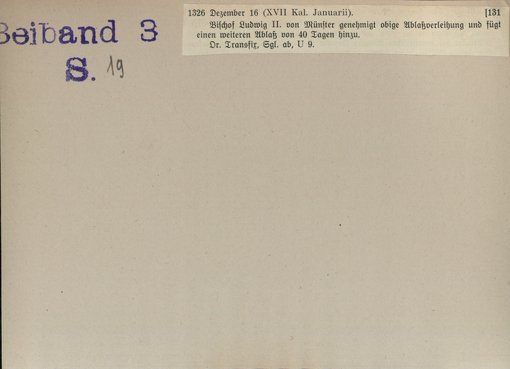 Beiband 3
S. 19
1326 Dezember 16 (XVII Kal. Januarii). [131
Bischof Ludwig II. von Münster genehmigt obige Ablaßverleihung und fügt
einen weiteren Ablaß von 40 Tagen hinzu.
Or. Transfix, Sgl. ab, U 9.